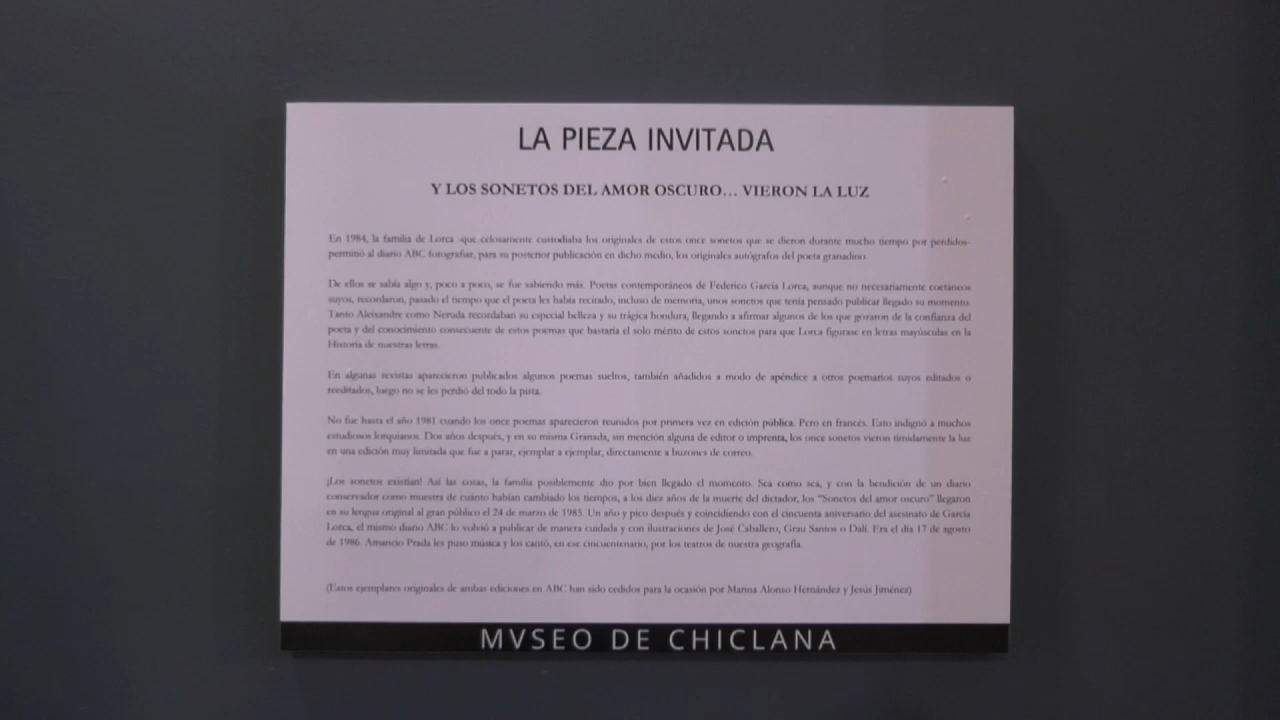 LA PIEZA INVITADA
Y LOS SONETOS DEL AMOR OSCURO… VIERON LA LUZ
En 1984, la familia de Lorca -que celosamente custodiaba los originales de estos once sonetos que se dieron durante mucho tiempo por perdidos-
permitió al diario ABC fotografiar, para su posterior publicación en dicho medio, los originales autógrafos del poeta granadino.
De ellos se sabía algo y, poco a poco, se fue sabiendo más. Poetas contemporáneos de Federico García Lorca, aunque no necesariamente coetáneos
suyos, recordaron, pasado el tiempo que el poeta les había recitado, incluso de memoria, unos sonetos que tenía pensado publicar llegado su momento.
Tanto Aleixandre como Neruda recordaban su especial belleza y su trágica hondura, llegando a afirmar algunos de los que gozaron de la confianza del
poeta y del conocimiento consecuente de estos poemas que bastaría el solo mérito de estos sonetos para que Lorca figurase en letras mayúsculas en la
Historia de nuestras letras.
En algunas revistas aparecieron publicados algunos poemas sueltos, también añadidos a modo de apéndice a otros poemarios suyos editados o
reeditados, luego no se les perdió del todo la pista.
No fue hasta el año 1981 cuando los once poemas aparecieron reunidos por primera vez en edición pública. Pero en francés. Esto indignó a muchos
estudiosos lorquianos. Dos años después, y en su misma Granada, sin mención alguna de editor o imprenta, los once sonetos vieron tímidamente la luz
en una edición muy limitada que fue a parar, ejemplar a ejemplar, directamente a buzones de correo.
¡Los sonetos existían! Así las cosas, la familia posiblemente dio por bien llegado el momento. Sea como sea, y con la bendición de un diario
conservador como muestra de cuánto habían cambiado los tiempos, a los diez años de la muerte del dictador, los "Sonetos del amor oscuro" llegaron
en su lengua original al gran público el 24 de marzo de 1985. Un año y pico después y coincidiendo con el cincuenta aniversario del asesinato de García
Lorca, el mismo diario ABC lo volvió a publicar de manera cuidada y con ilustraciones de José Caballero, Grau Santos o Dalí. Era el día 17 de agosto
de 1986. Amancio Prada les puso música y los cantó, en ese cincuentenario, por los teatros de nuestra geografía.
(Estos ejemplares originales de ambas ediciones en ABC han sido cedidos para la ocasión por Marina Alonso Hernández y Jesús Jiménez)
MVSEO DE CHICLANA